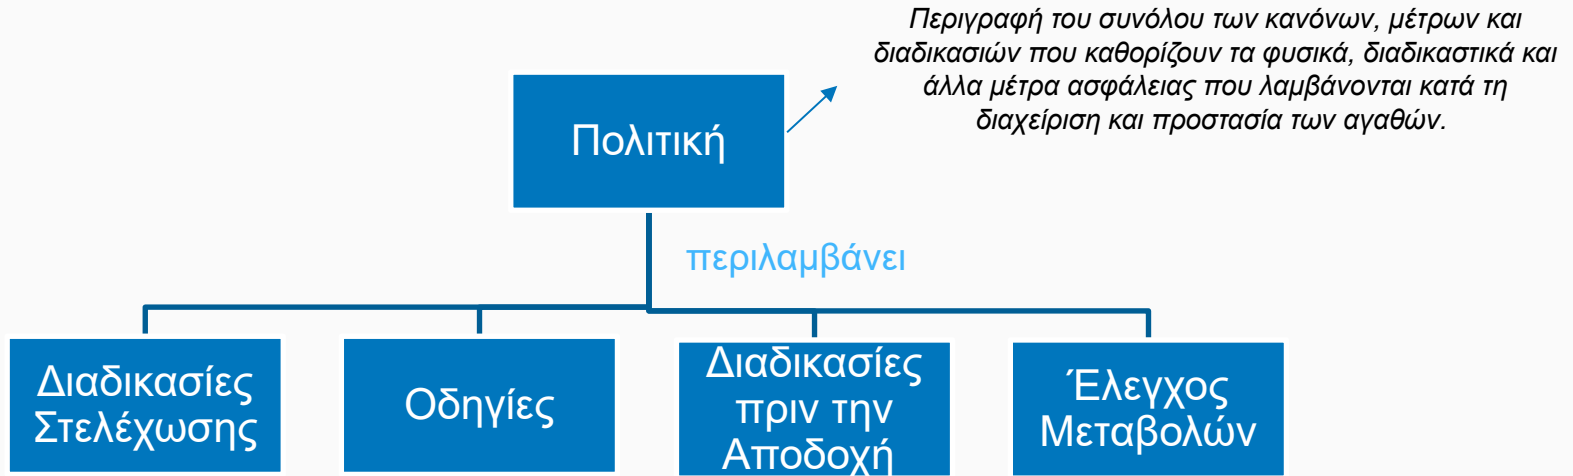 Περιγραφή του συνόλου των κανόνων, μέτρων και
διαδικασιών που καθορίζουν τα φυσικά, διαδικαστικά και
άλλα μέτρα ασφάλειας που λαμβάνονται κατά τη
διαχείριση και προστασία των αγαθών.
Πολιτική
περιλαμβάνει
Διαδικασίες
Στελέχωσης
Οδηγίες
Διαδικασίες
πριν την
Αποδοχή
Έλεγχος
Μεταβολών